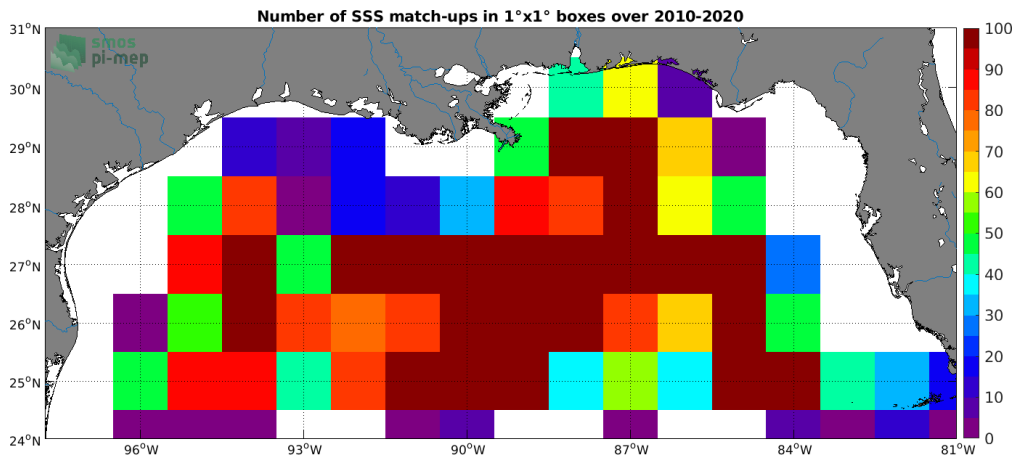 Number of SSS match-ups in 1°x1° boxes over 2010-2020
smos
pi-mep
31°N
30°N
29°N
28°N
27°N
26°N
25°N
24°N
96°W
93°W
90°W
87°W
84°W
81°W
100
90
80
70
60
50
40
30
20
10
0